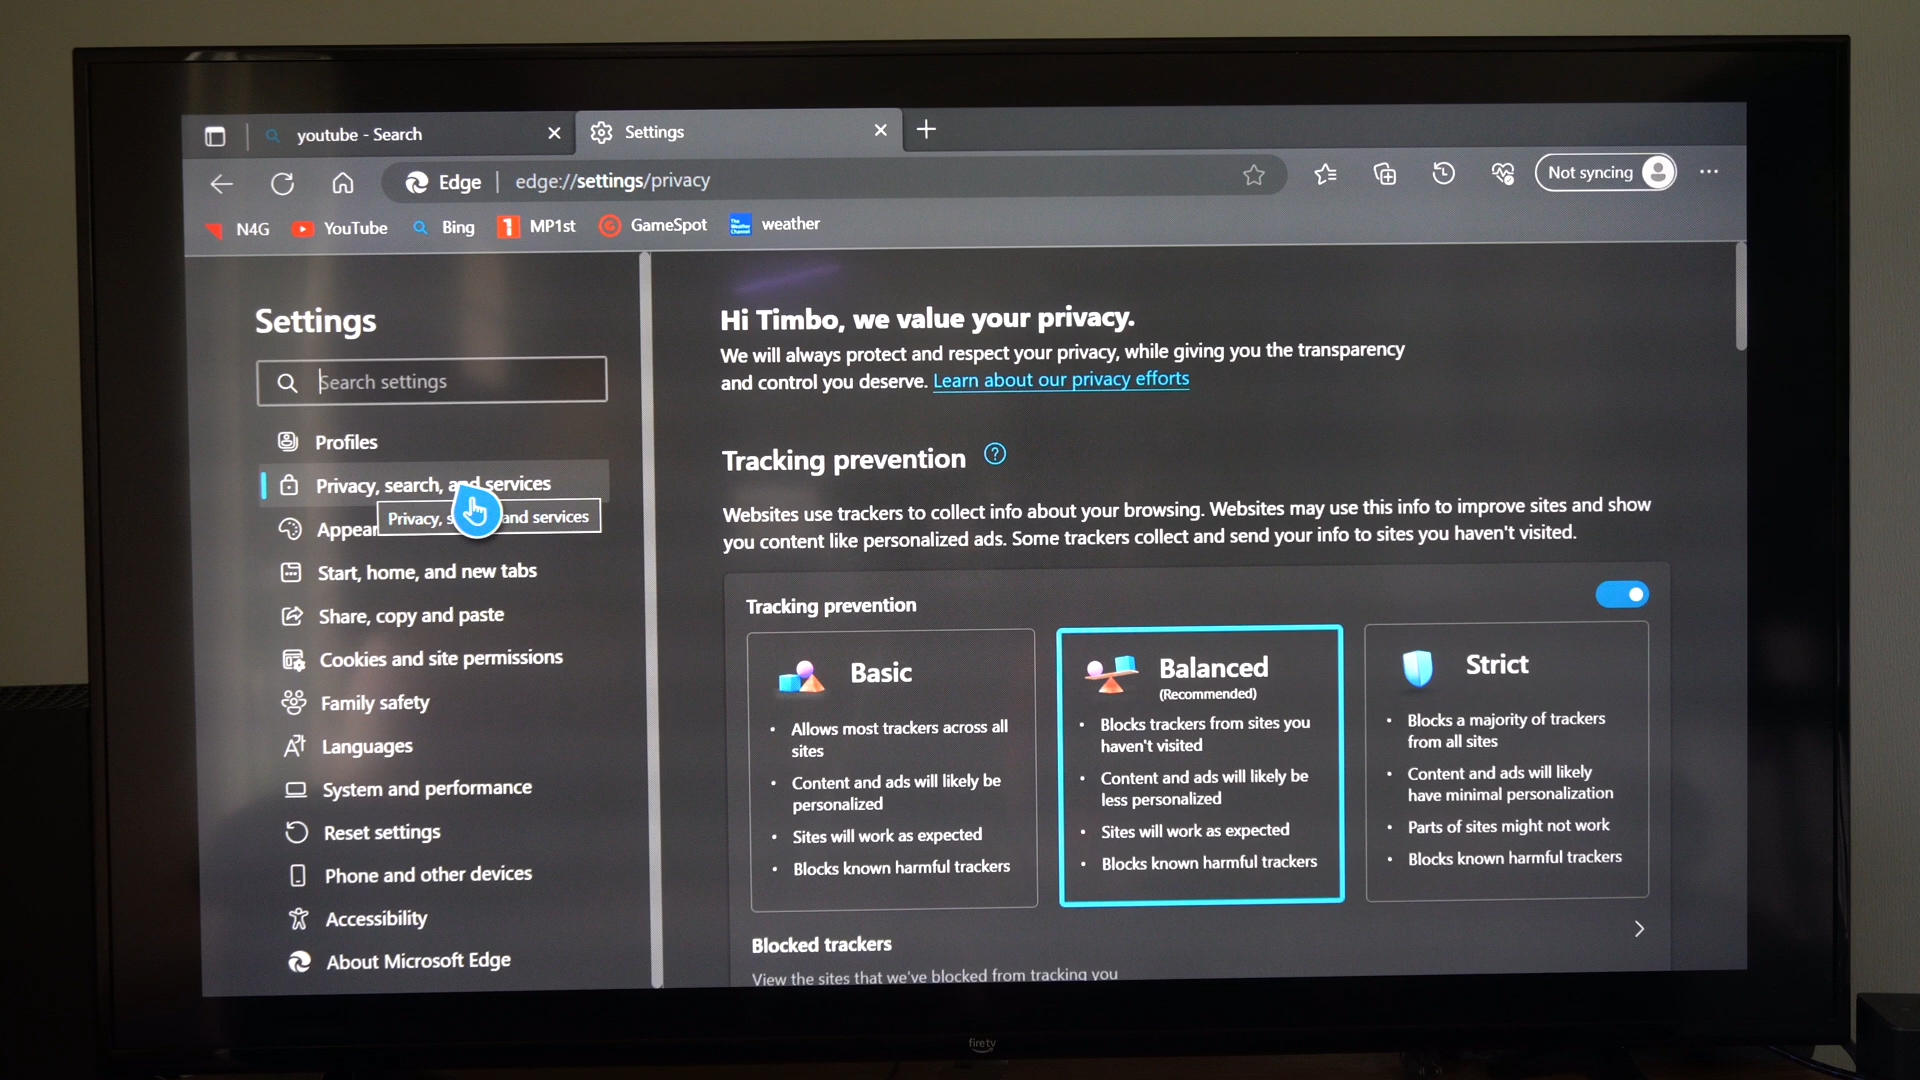 youtube - Search
Settings
Edge
edge://settings/privacy
Not syncing
N4G
YouTube
Bing
1
MP1st
GameSpot
The Weather Channel
weather
Settings
Search settings
Profiles
Privacy, search, and services
Privacy, s and services
Appear
Start, home, and new tabs
Share, copy and paste
Cookies and site permissions
Family safety
Languages
System and performance
Reset settings
Phone and other devices
Accessibility
About Microsoft Edge
Hi Timbo, we value your privacy.
We will always protect and respect your privacy, while giving you the transparency
and control you deserve. Learn about our privacy efforts
Tracking prevention
Websites use trackers to collect info about your browsing. Websites may use this info to improve sites and show
you content like personalized ads. Some trackers collect and send your info to sites you haven't visited.
Tracking prevention
Basic
• Allows most trackers across all
sites
• Content and ads will likely be
personalized
• Sites will work as expected
• Blocks known harmful trackers
Balanced
(Recommended)
• Blocks trackers from sites you
haven't visited
• Content and ads will likely be
less personalized
• Sites will work as expected
• Blocks known harmful trackers
Strict
• Blocks a majority of trackers
from all sites
• Content and ads will likely
have minimal personalization
• Parts of sites might not work
• Blocks known harmful trackers
Blocked trackers
View the sites that we've blocked from tracking you
firetv